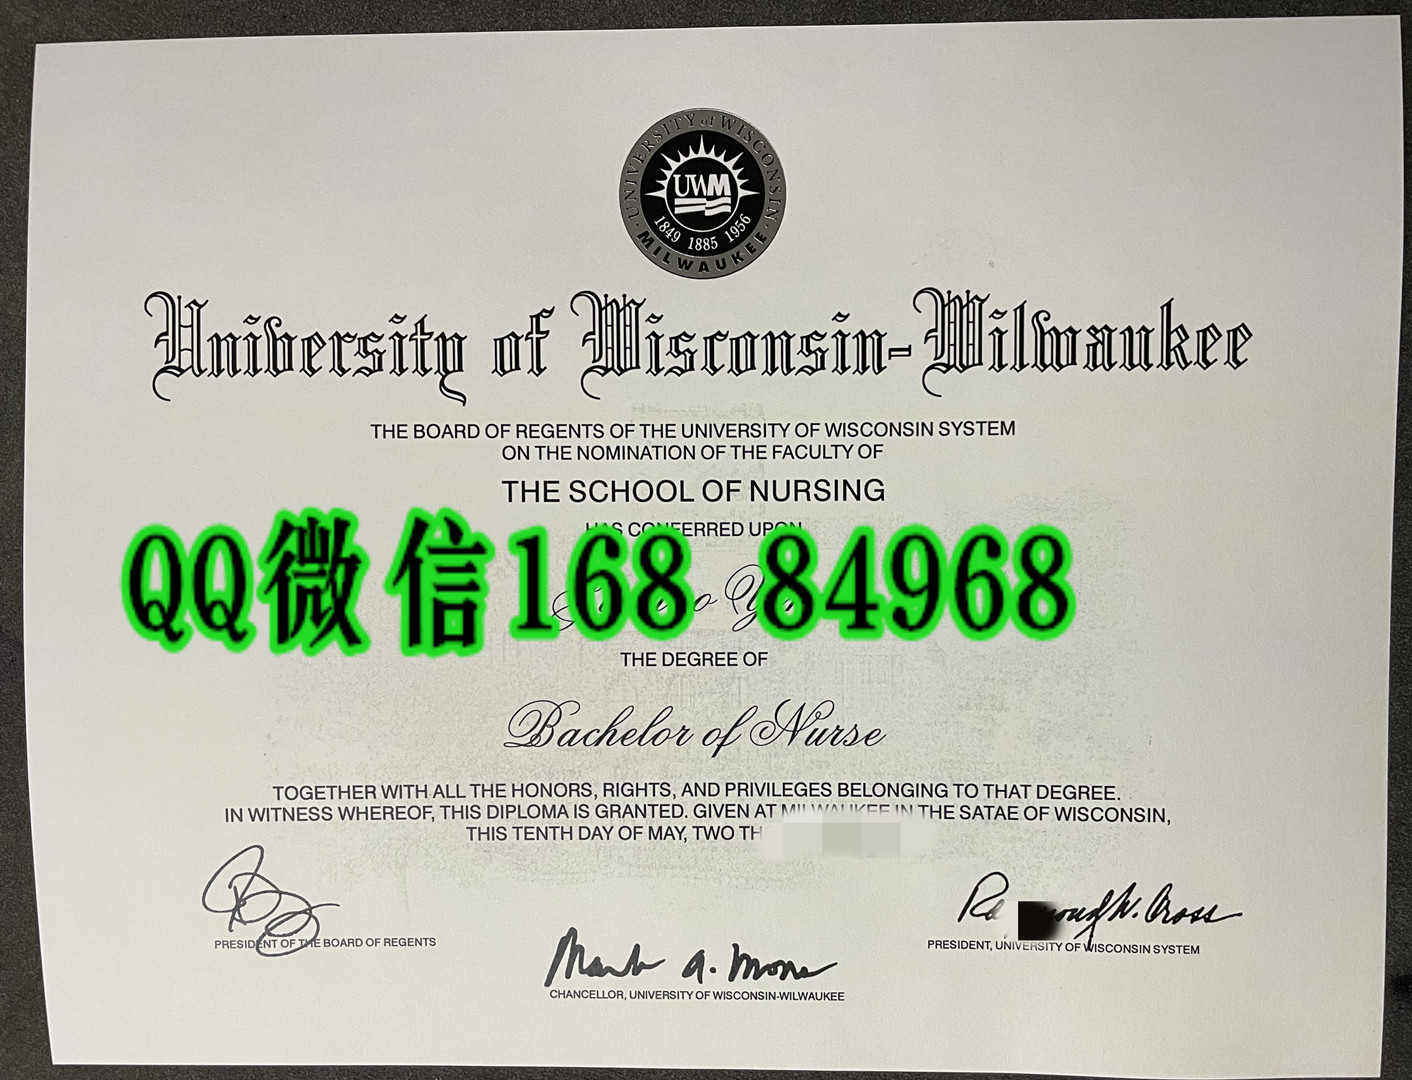 UNIVERSITY of WISCONSIN
UWM
1849 1885 1956
MILWAUKEE
University of Wisconsin-Wilwaukee
THE BOARD OF REGENTS OF THE UNIVERSITY OF WISCONSIN SYSTEM
ON THE NOMINATION OF THE FACULTY OF
THE SCHOOL OF NURSING
HAS CONFERRED UPON
QQ微信168 84968
THE DEGREE OF
Bachelor of Nurse
TOGETHER WITH ALL THE HONORS, RIGHTS, AND PRIVILEGES BELONGING TO THAT DEGREE.
IN WITNESS WHEREOF, THIS DIPLOMA IS GRANTED. GIVEN AT MILWAUKEE IN THE SATAE OF WISCONSIN,
THIS TENTH DAY OF MAY, TWO
W. Cross
PRESIDENT OF THE BOARD OF REGENTS
PRESIDENT, UNIVERSITY OF WISCONSIN SYSTEM
Mark A. Mone
CHANCELLOR, UNIVERSITY OF WISCONSIN-WILWAUKEE